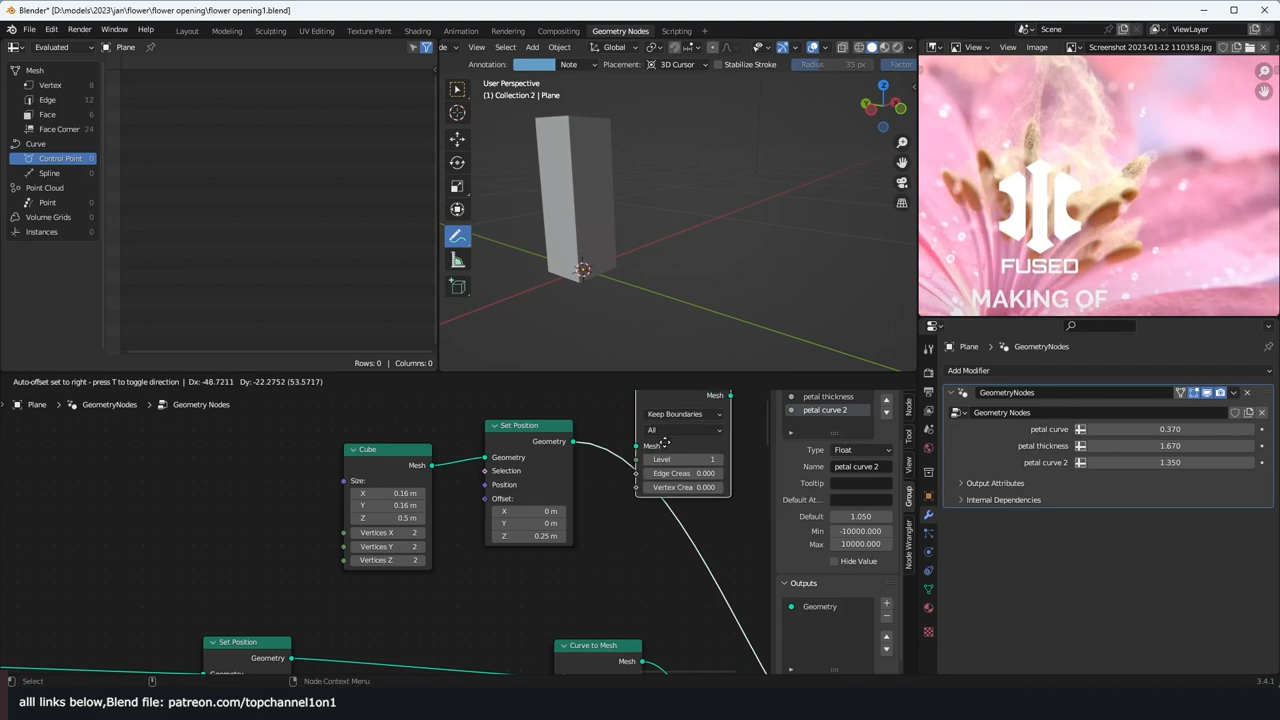 Blender* [D:\models\2023\jan\flower\flower opening\flower opening1.blend]
File Edit Render Window Help
Layout Modeling Sculpting UV Editing Texture Paint Shading Animation Rendering Compositing Geometry Nodes Scripting
Scene ViewLayer
Evaluated Plane
View Select Add Object Global
View View Image Screenshot 2023-01-12 110358.jpg
Annotation: Note Placement: 3D Cursor Stabilize Stroke Radius 35 px Factor
Mesh
Vertex 8
Edge 12
Face 6
Face Corner 24
Curve
Control Point 0
Spline 0
Point Cloud
Point 0
Volume Grids 0
Instances 0
Rows: 0 | Columns: 0
User Perspective
(1) Collection 2 | Plane
Z
FUSED
MAKING OF
Auto-offset set to right - press T to toggle direction | Dx: -48.7211 Dy: -22.2752 (53.5717)
Plane > GeometryNodes > Geometry Nodes
Cube
Mesh
Size:
X 0.16 m
Y 0.16 m
Z 0.5 m
Vertices X 2
Vertices Y 2
Vertices Z 2
Set Position
Geometry
Geometry
Selection
Position
Offset:
X 0 m
Y 0 m
Z 0.25 m
Mesh
Keep Boundaries
All
Mesh
Level 1
Edge Creas 0.000
Vertex Crea 0.000
Set Position
Geometry
Geometry
Curve to Mesh
Mesh
petal thickness
petal curve 2
Type Float
Name petal curve 2
Tooltip
Default At...
Default 1.050
Min -10000.000
Max 10000.000
Hide Value
Outputs
Geometry
Node
Tool
View
Group
Node Wrangler
Plane > GeometryNodes
Add Modifier
GeometryNodes
Geometry Nodes
petal curve 0.370
petal thickness 1.670
petal curve 2 1.350
Output Attributes
Internal Dependencies
Select Node Context Menu 3.4.1
alll links below,Blend file: patreon.com/topchannel1on1